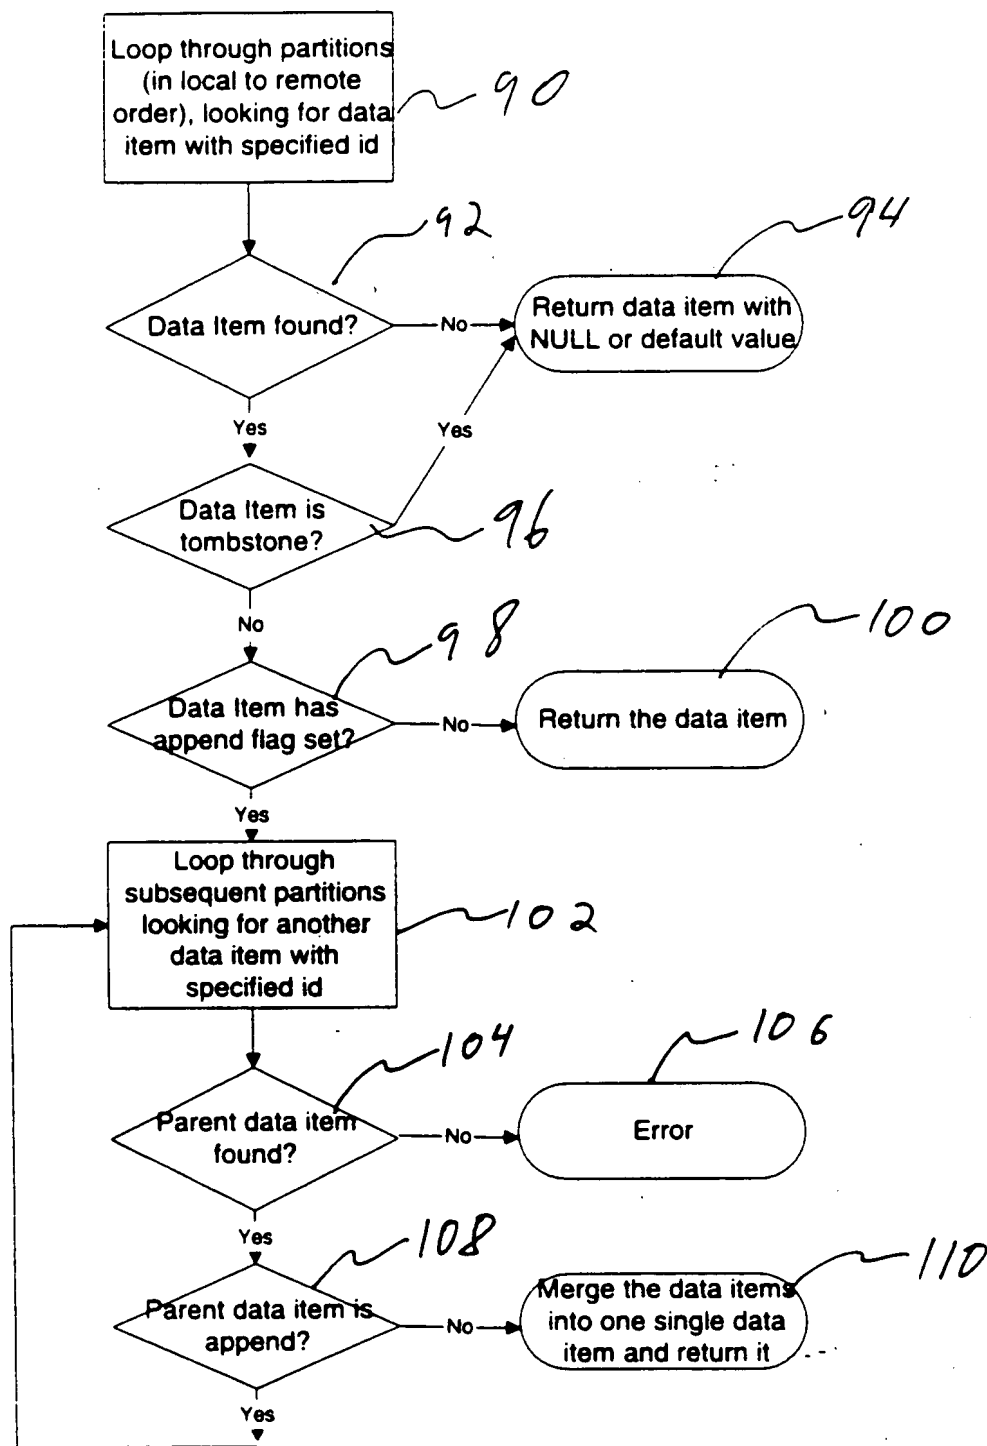 Loop through partitions
(in local to remote
order), looking for data
item with specified id
90
92
94
Data Item found?
No
Return data item with
NULL or default value
Yes
Yes
Data Item is
tombstone?
96
No
98
100
Data Item has
append flag set?
No
Return the data item
Yes
Loop through
subsequent partitions
looking for another
data item with
specified id
102
104
106
Parent data item
found?
No
Error
Yes
108
110
Parent data item is
append?
No
Merge the data items
into one single data
item and return it
Yes